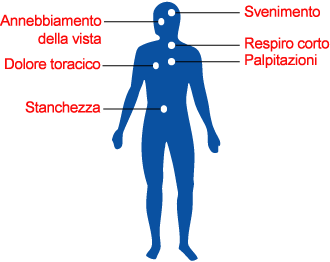 Annebbiamento
della vista
Dolore toracico
Stanchezza
Svenimento
Respiro corto
Palpitazioni